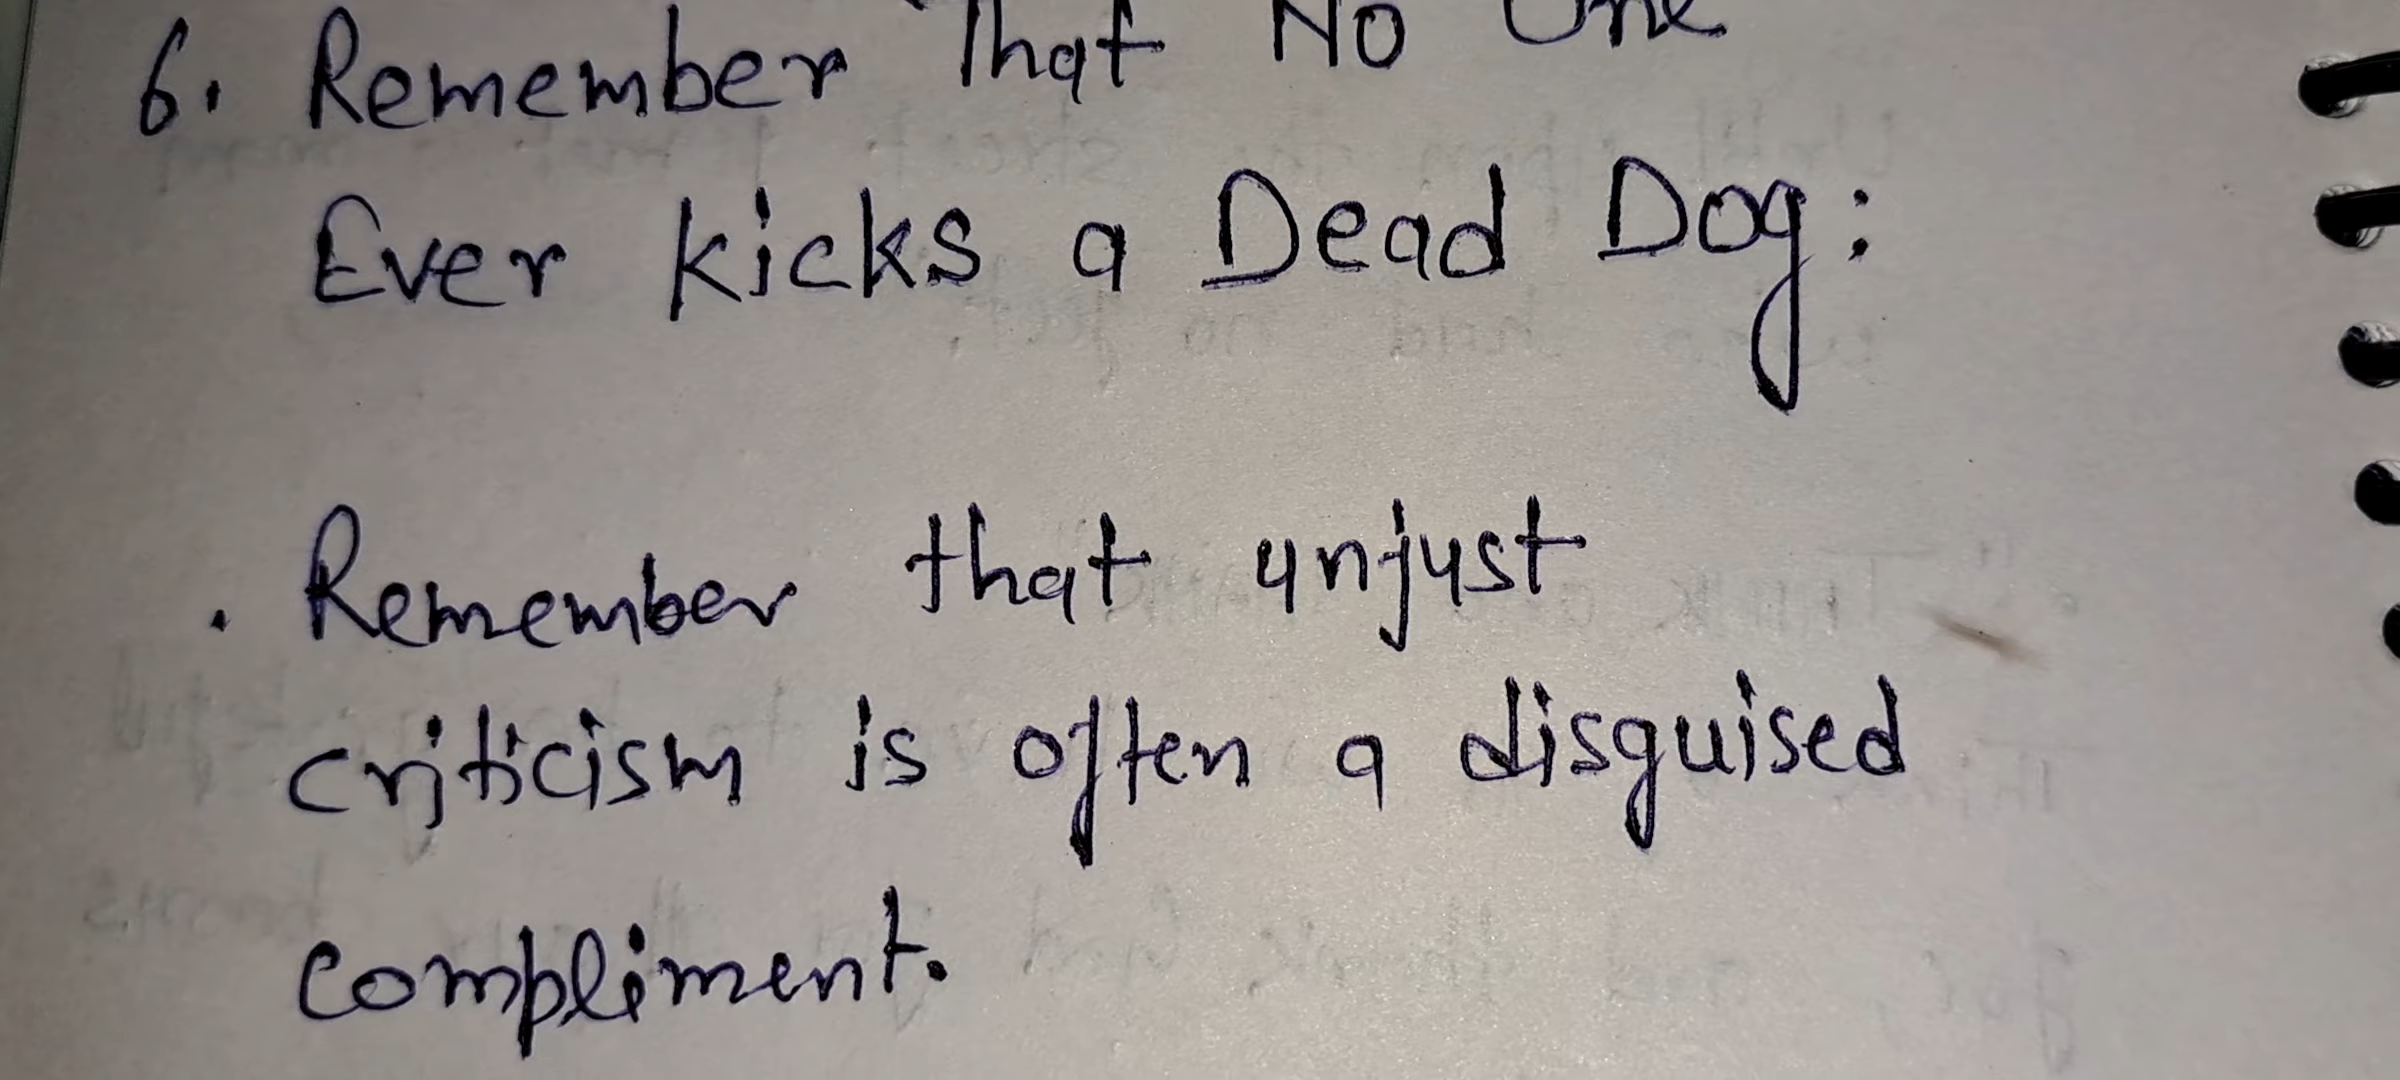 6. Remember That No One
Ever kicks a Dead Dog:
. Remember that unjust
criticism is often a disguised
compliment.